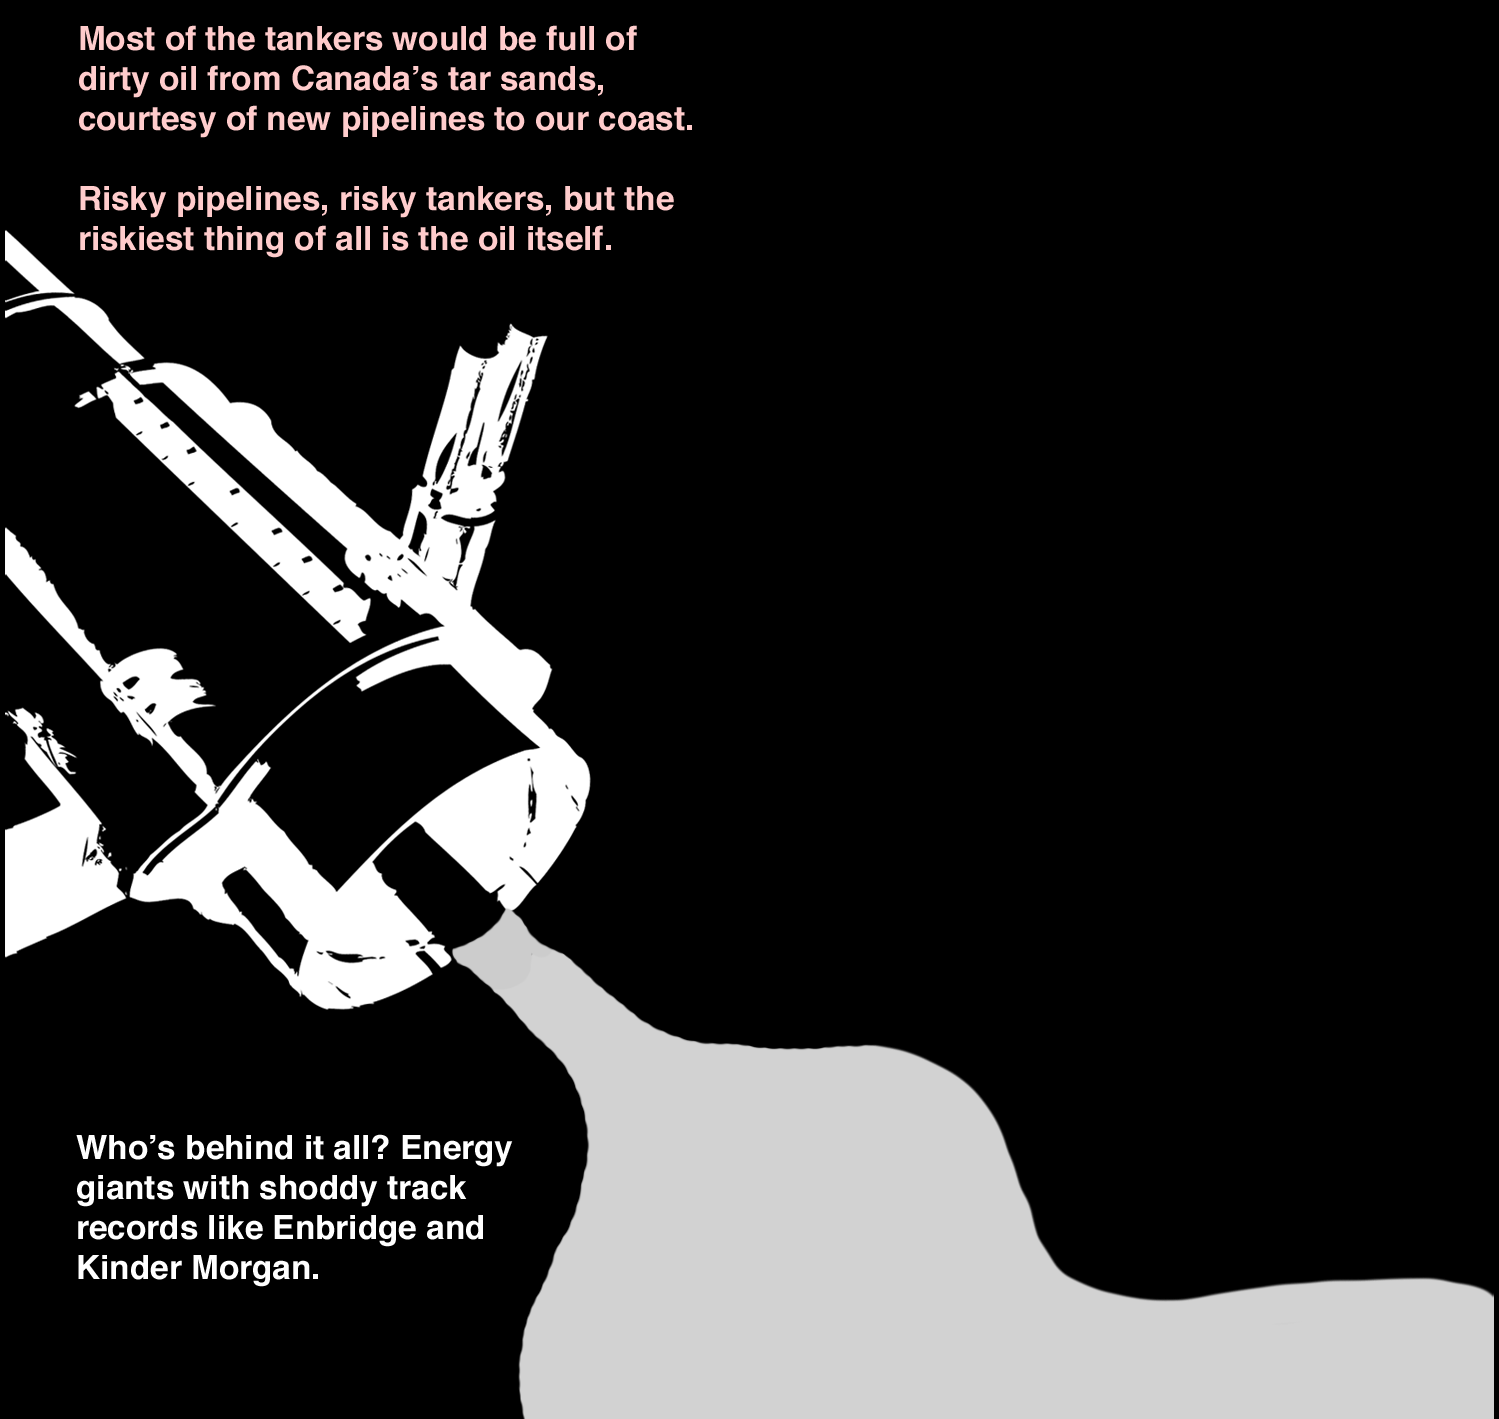 Most of the tankers would be full of
dirty oil from Canada’s tar sands,
courtesy of new pipelines to our coast.
Risky pipelines, risky tankers, but the
riskiest thing of all is the oil itself.
Who’s behind it all? Energy
giants with shoddy track
records like Enbridge and
Kinder Morgan.